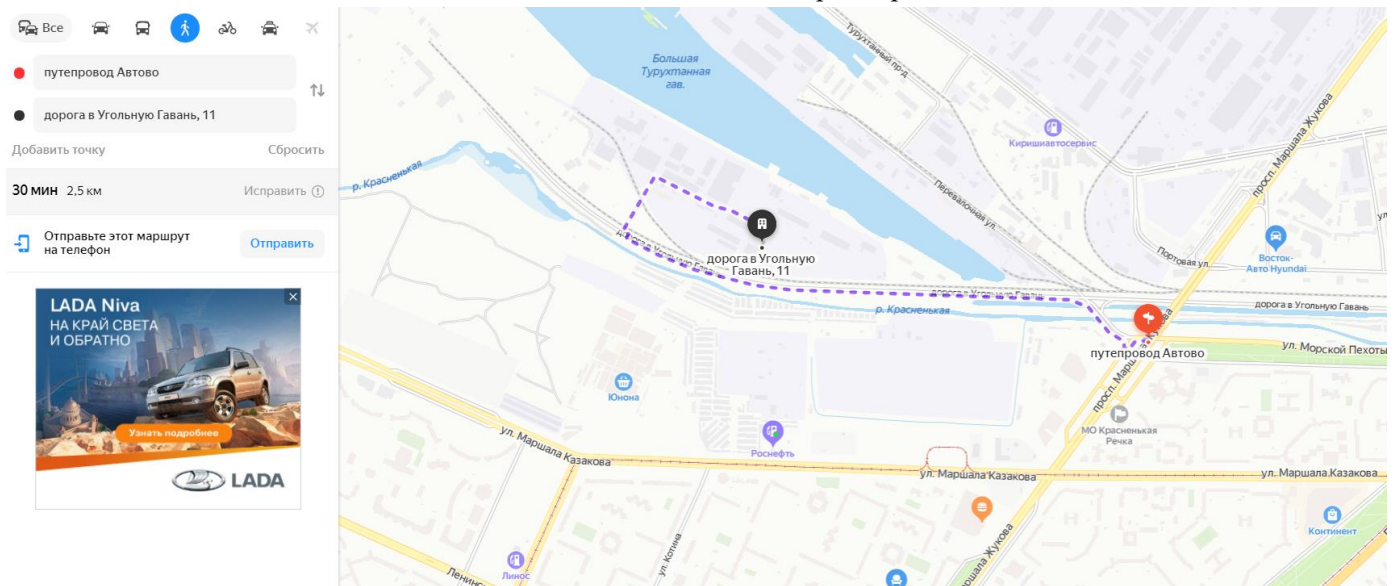 Все
путепровод Автово
дорога в Угольную Гавань, 11
Добавить точку
Сбросить
30 мин 2,5 км
Исправить
Отправьте этот маршрут
на телефон
Отправить
LADA Niva
НА КРАЙ СВЕТА
И ОБРАТНО
Узнать подробнее
LADA
Большая
Турухтанная
гав.
Турухтанный пр-д
Киришиавтосервис
просп. Маршала Жукова
р. Красненькая
Перевалочная ул.
Портовая ул.
Восток-
Авто Hyundai
дорога в Угольную
Гавань, 11
дорога в Угольную Гавань
р. Красненькая
дорога в Угольную Гавань
путепровод Автово
ул. Морской Пехоты
Юнона
МО Красненькая
Речка
Роснефть
ул. Маршала Казакова
ул. Маршала Казакова
ул. Маршала Казакова
Континент
ул. Котина
Линос